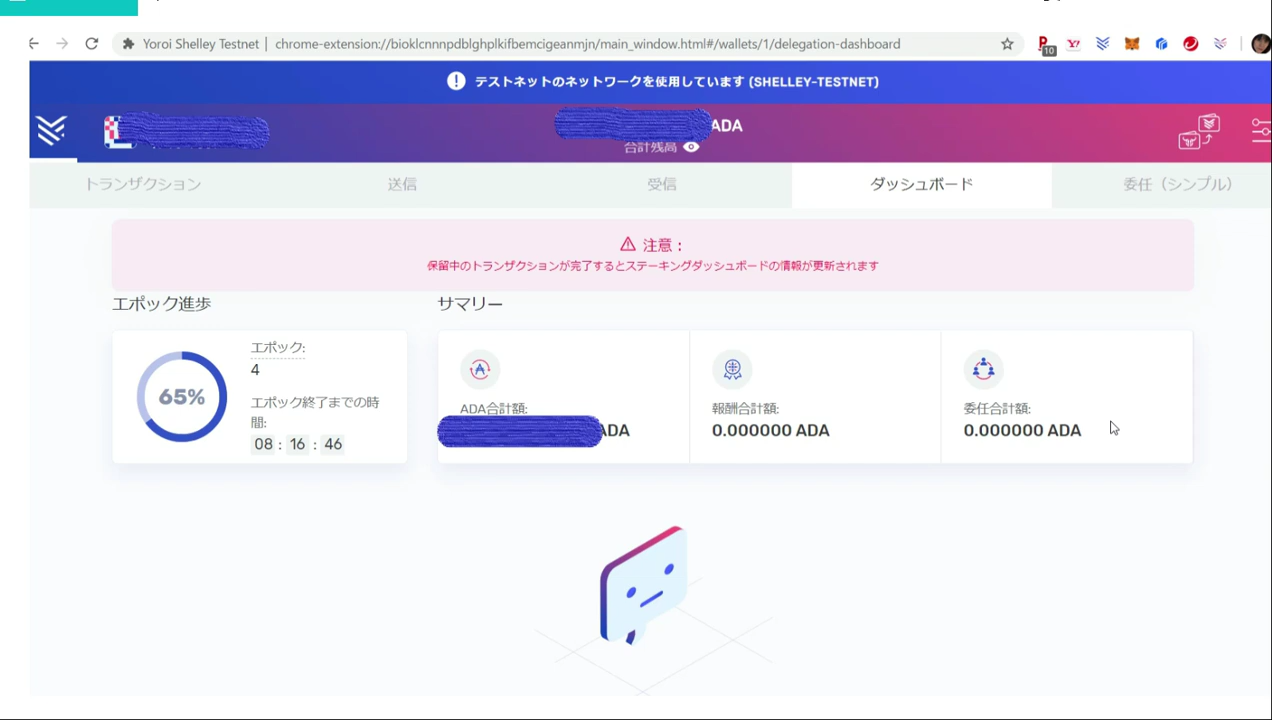 Yoroi Shelley Testnet | chrome-extension://bioklcnnnpdblghplkifbemcigeanmjn/main_window.html#/wallets/1/delegation-dashboard
10
テストネットのネットワークを使用しています (SHELLEY-TESTNET)
ADA
合計残高
トランザクション 送信 受信 ダッシュボード 委任（シンプル）
注意：
保留中のトランザクションが完了するとステーキングダッシュボードの情報が更新されます
エポック進歩 サマリー
65%
エポック:
4
エポック終了までの時
間:
08 : 16 : 46
ADA合計額:
ADA
報酬合計額:
0.000000 ADA
委任合計額:
0.000000 ADA